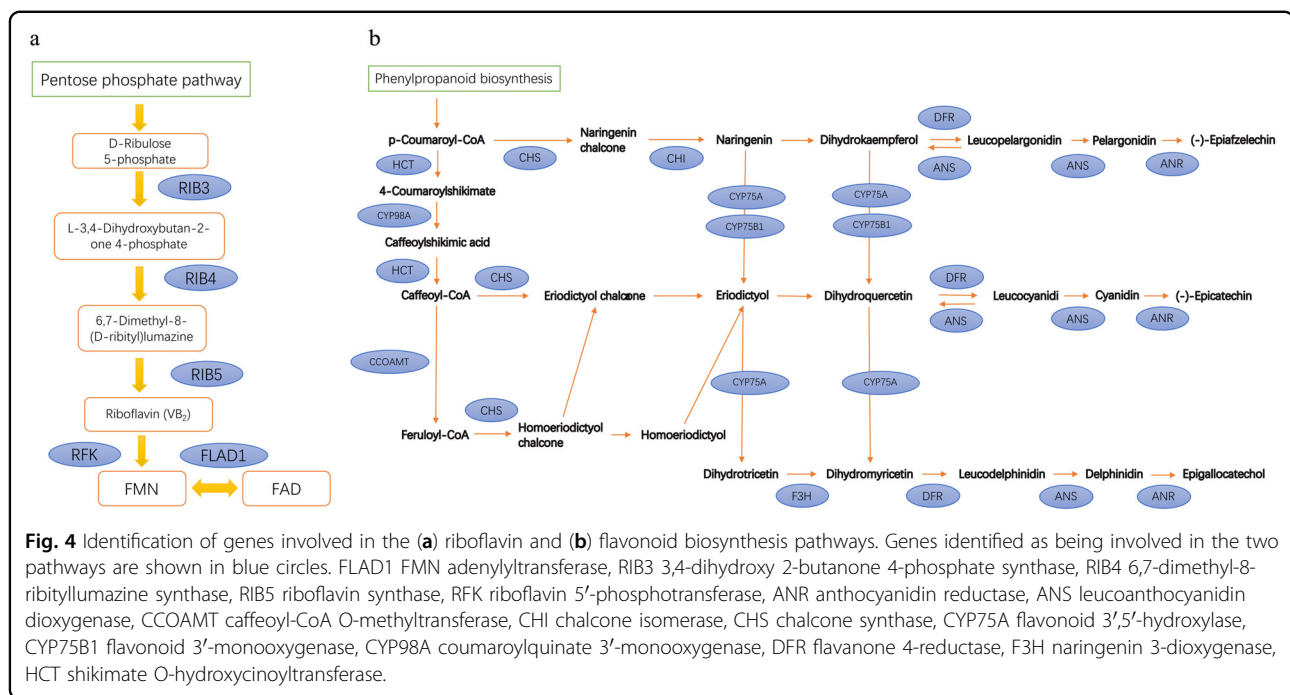 a
Pentose phosphate pathway
D-Ribulose
5-phosphate
RIB3
L-3,4-Dihydroxybutan-2-
one 4-phosphate
RIB4
6,7-Dimethyl-8-
(D-ribityl)lumazine
RIB5
Riboflavin (VB₂)
RFK
FLAD1
FMN
FAD
b
Phenylpropanoid biosynthesis
p-Coumaroyl-CoA
CHS
Naringenin
chalcone
CHI
Naringenin
Dihydrokaempferol
DFR
ANS
Leucopelargonidin
ANS
Pelargonidin
ANR
(-)-Epiafzelechin
HCT
4-Coumaroylshikimate
CYP98A
Caffeoylshikimic acid
HCT
CYP75A
CYP75B1
CYP75A
CYP75B1
Caffeoyl-CoA
CHS
Eriodictyol chalcone
Eriodictyol
Dihydroquercetin
DFR
ANS
Leucocyanidi
ANS
Cyanidin
ANR
(-)-Epicatechin
CCOAMT
CYP75A
CYP75A
Feruloyl-CoA
CHS
Homoeriodictyol
chalcone
Homoeriodictyol
Dihydrotricetin
F3H
Dihydromyricetin
DFR
Leucodelphinidin
ANS
Delphinidin
ANR
Epigallocatechol
Fig. 4 Identification of genes involved in the (a) riboflavin and (b) flavonoid biosynthesis pathways. Genes identified as being involved in the two
pathways are shown in blue circles. FLAD1 FMN adenylyltransferase, RIB3 3,4-dihydroxy 2-butanone 4-phosphate synthase, RIB4 6,7-dimethyl-8-
ribityllumazine synthase, RIB5 riboflavin synthase, RFK riboflavin 5′-phosphotransferase, ANR anthocyanidin reductase, ANS leucoanthocyanidin
dioxygenase, CCOAMT caffeoyl-CoA O-methyltransferase, CHI chalcone isomerase, CHS chalcone synthase, CYP75A flavonoid 3′,5′-hydroxylase,
CYP75B1 flavonoid 3′-monooxygenase, CYP98A coumaroylquinate 3′-monooxygenase, DFR flavanone 4-reductase, F3H naringenin 3-dioxygenase,
HCT shikimate O-hydroxycinoyltransferase.